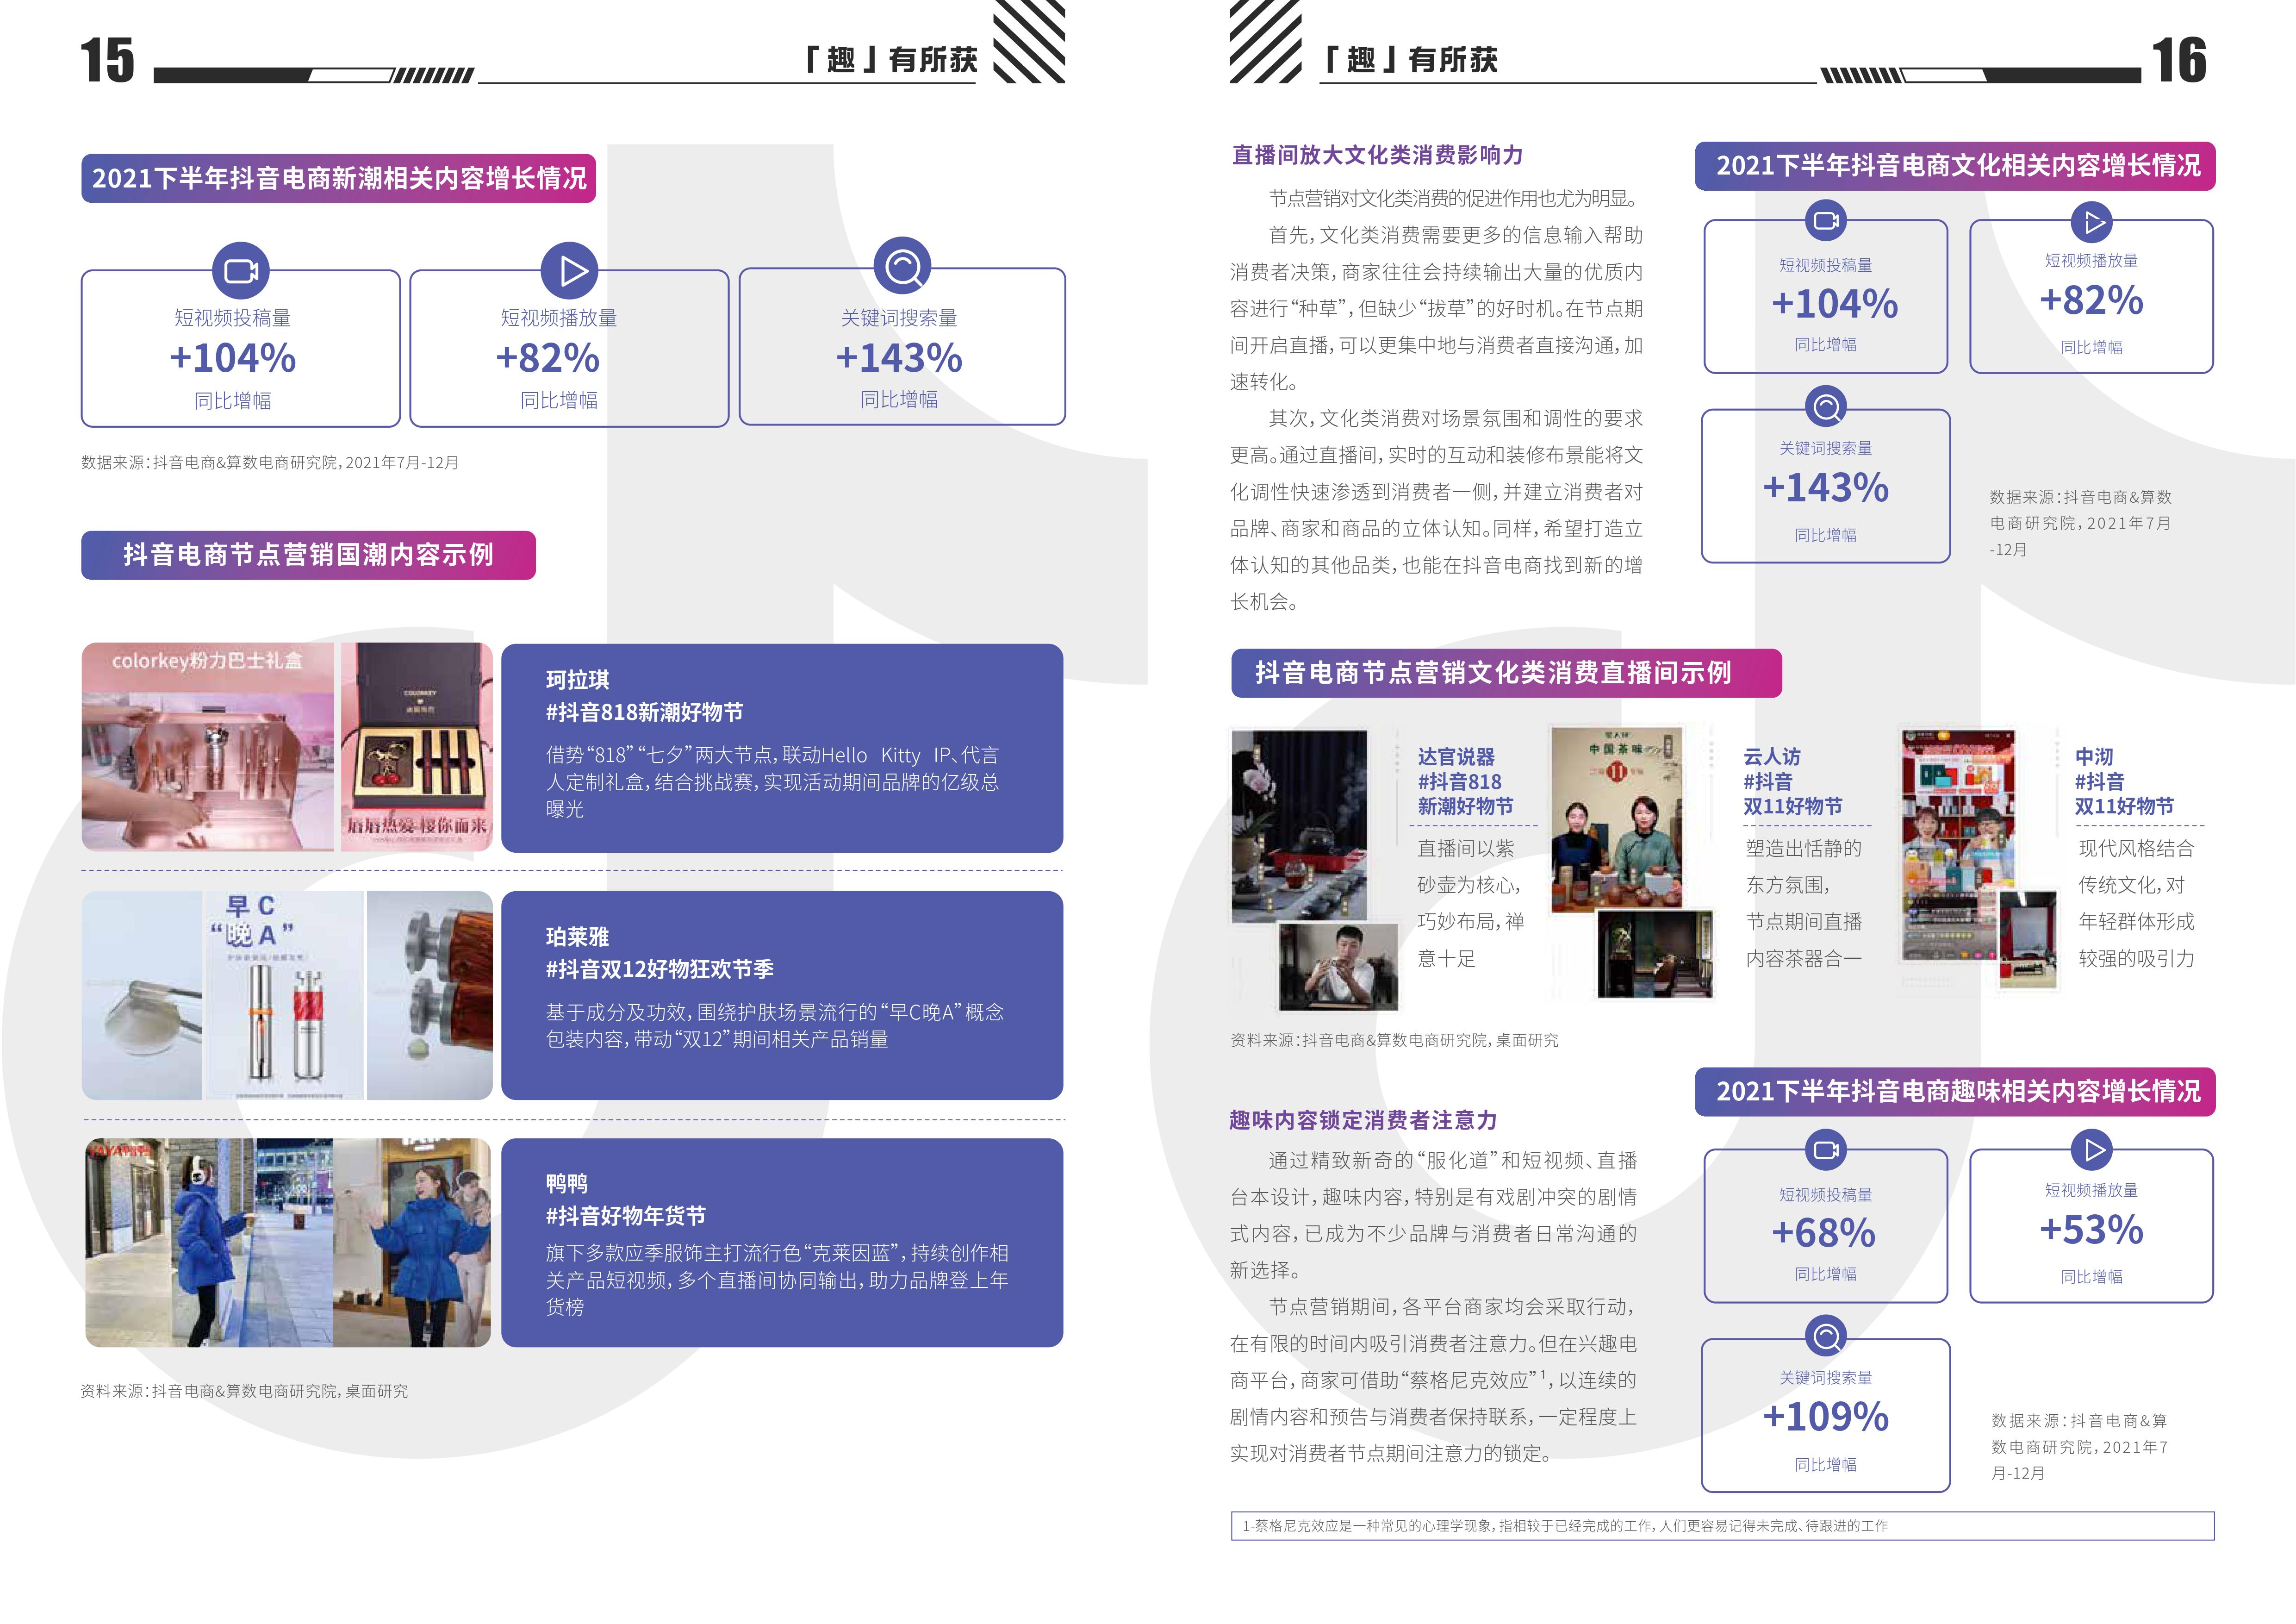 15
「趣」有所获
2021下半年抖音电商新潮相关内容增长情况
短视频投稿量
+104%
同比增幅
短视频播放量
+82%
同比增幅
关键词搜索量
+143%
同比增幅
数据来源：抖音电商&算数电商研究院，2021年7月-12月
抖音电商节点营销国潮内容示例
colorkey粉力巴士礼盒
COLORKEY
唇唇热爱 樱你而来
珂拉琪
#抖音818新潮好物节
借势“818”“七夕”两大节点，联动Hello Kitty IP、代言
人定制礼盒，结合挑战赛，实现活动期间品牌的亿级总
曝光
早 C
“晚 A ”
珀莱雅
#抖音双12好物狂欢节季
基于成分及功效，围绕护肤场景流行的“早C晚A”概念
包装内容，带动“双12”期间相关产品销量
YAYA鸭鸭
鸭鸭
#抖音好物年货节
旗下多款应季服饰主打流行色“克莱因蓝”，持续创作相
关产品短视频，多个直播间协同输出，助力品牌登上年
货榜
资料来源：抖音电商&算数电商研究院，桌面研究
「趣」有所获
16
直播间放大文化类消费影响力
节点营销对文化类消费的促进作用也尤为明显。
首先，文化类消费需要更多的信息输入帮助
消费者决策，商家往往会持续输出大量的优质内
容进行“种草”，但缺少“拔草”的好时机。在节点期
间开启直播，可以更集中地与消费者直接沟通，加
速转化。
其次，文化类消费对场景氛围和调性的要求
更高。通过直播间，实时的互动和装修布景能将文
化调性快速渗透到消费者一侧，并建立消费者对
品牌、商家和商品的立体认知。同样，希望打造立
体认知的其他品类，也能在抖音电商找到新的增
长机会。
2021下半年抖音电商文化相关内容增长情况
短视频投稿量
+104%
同比增幅
短视频播放量
+82%
同比增幅
关键词搜索量
+143%
同比增幅
数据来源：抖音电商&算数
电商研究院，2021年7月
-12月
抖音电商节点营销文化类消费直播间示例
达官说器
#抖音818
新潮好物节
直播间以紫
砂壶为核心，
巧妙布局，禅
意十足
中国茶味
11
云人访
#抖音
双11好物节
塑造出恬静的
东方氛围，
节点期间直播
内容茶器合一
中沏
#抖音
双11好物节
现代风格结合
传统文化，对
年轻群体形成
较强的吸引力
资料来源：抖音电商&算数电商研究院，桌面研究
趣味内容锁定消费者注意力
通过精致新奇的“服化道”和短视频、直播
台本设计，趣味内容，特别是有戏剧冲突的剧情
式内容，已成为不少品牌与消费者日常沟通的
新选择。
节点营销期间，各平台商家均会采取行动，
在有限的时间内吸引消费者注意力。但在兴趣电
商平台，商家可借助“蔡格尼克效应”1，以连续的
剧情内容和预告与消费者保持联系，一定程度上
实现对消费者节点期间注意力的锁定。
2021下半年抖音电商趣味相关内容增长情况
短视频投稿量
+68%
同比增幅
短视频播放量
+53%
同比增幅
关键词搜索量
+109%
同比增幅
数据来源：抖音电商&算
数电商研究院，2021年7
月-12月
1-蔡格尼克效应是一种常见的心理学现象，指相较于已经完成的工作，人们更容易记得未完成、待跟进的工作